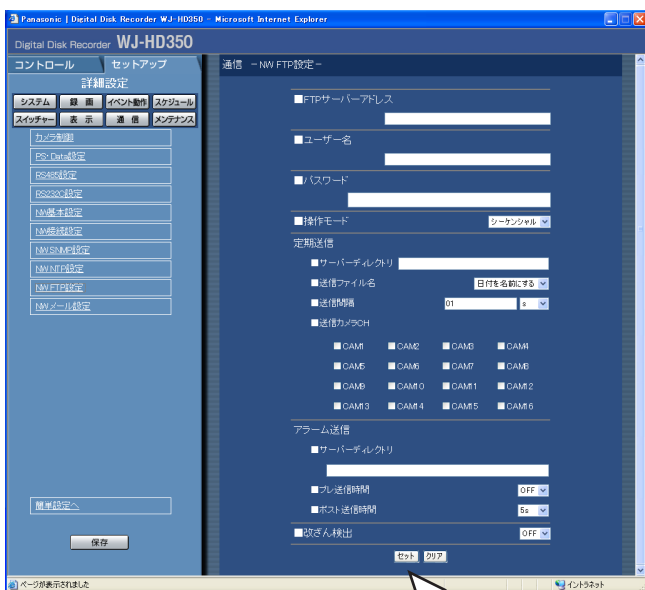 Panasonic | Digital Disk Recorder WJ-HD350 - Microsoft Internet Explorer
Digital Disk Recorder WJ-HD350
コントロール セットアップ
詳細設定
システム 録 画 イベント動作 スケジュール
スイッチャー 表 示 通 信 メンテナンス
カメラ制御
PS･Data設定
RS485設定
RS232C設定
NW基本設定
NW接続設定
NW SNMP設定
NW NTP設定
NW FTP設定
NW メール設定
簡単設定へ
保存
通信 －NW FTP設定－
■FTPサーバーアドレス
■ユーザー名
■パスワード
■操作モード シーケンシャル
定期送信
■サーバーディレクトリ
■送信ファイル名 日付を名前にする
■送信間隔 01 s
■送信カメラCH
CAM1 CAM2 CAM3 CAM4
CAM5 CAM6 CAM7 CAM8
CAM9 CAM10 CAM11 CAM12
CAM13 CAM14 CAM15 CAM16
アラーム送信
■サーバーディレクトリ
■プレ送信時間 OFF
■ポスト送信時間 5s
■改ざん検出 OFF
セット クリア
ページが表示されました イントラネット